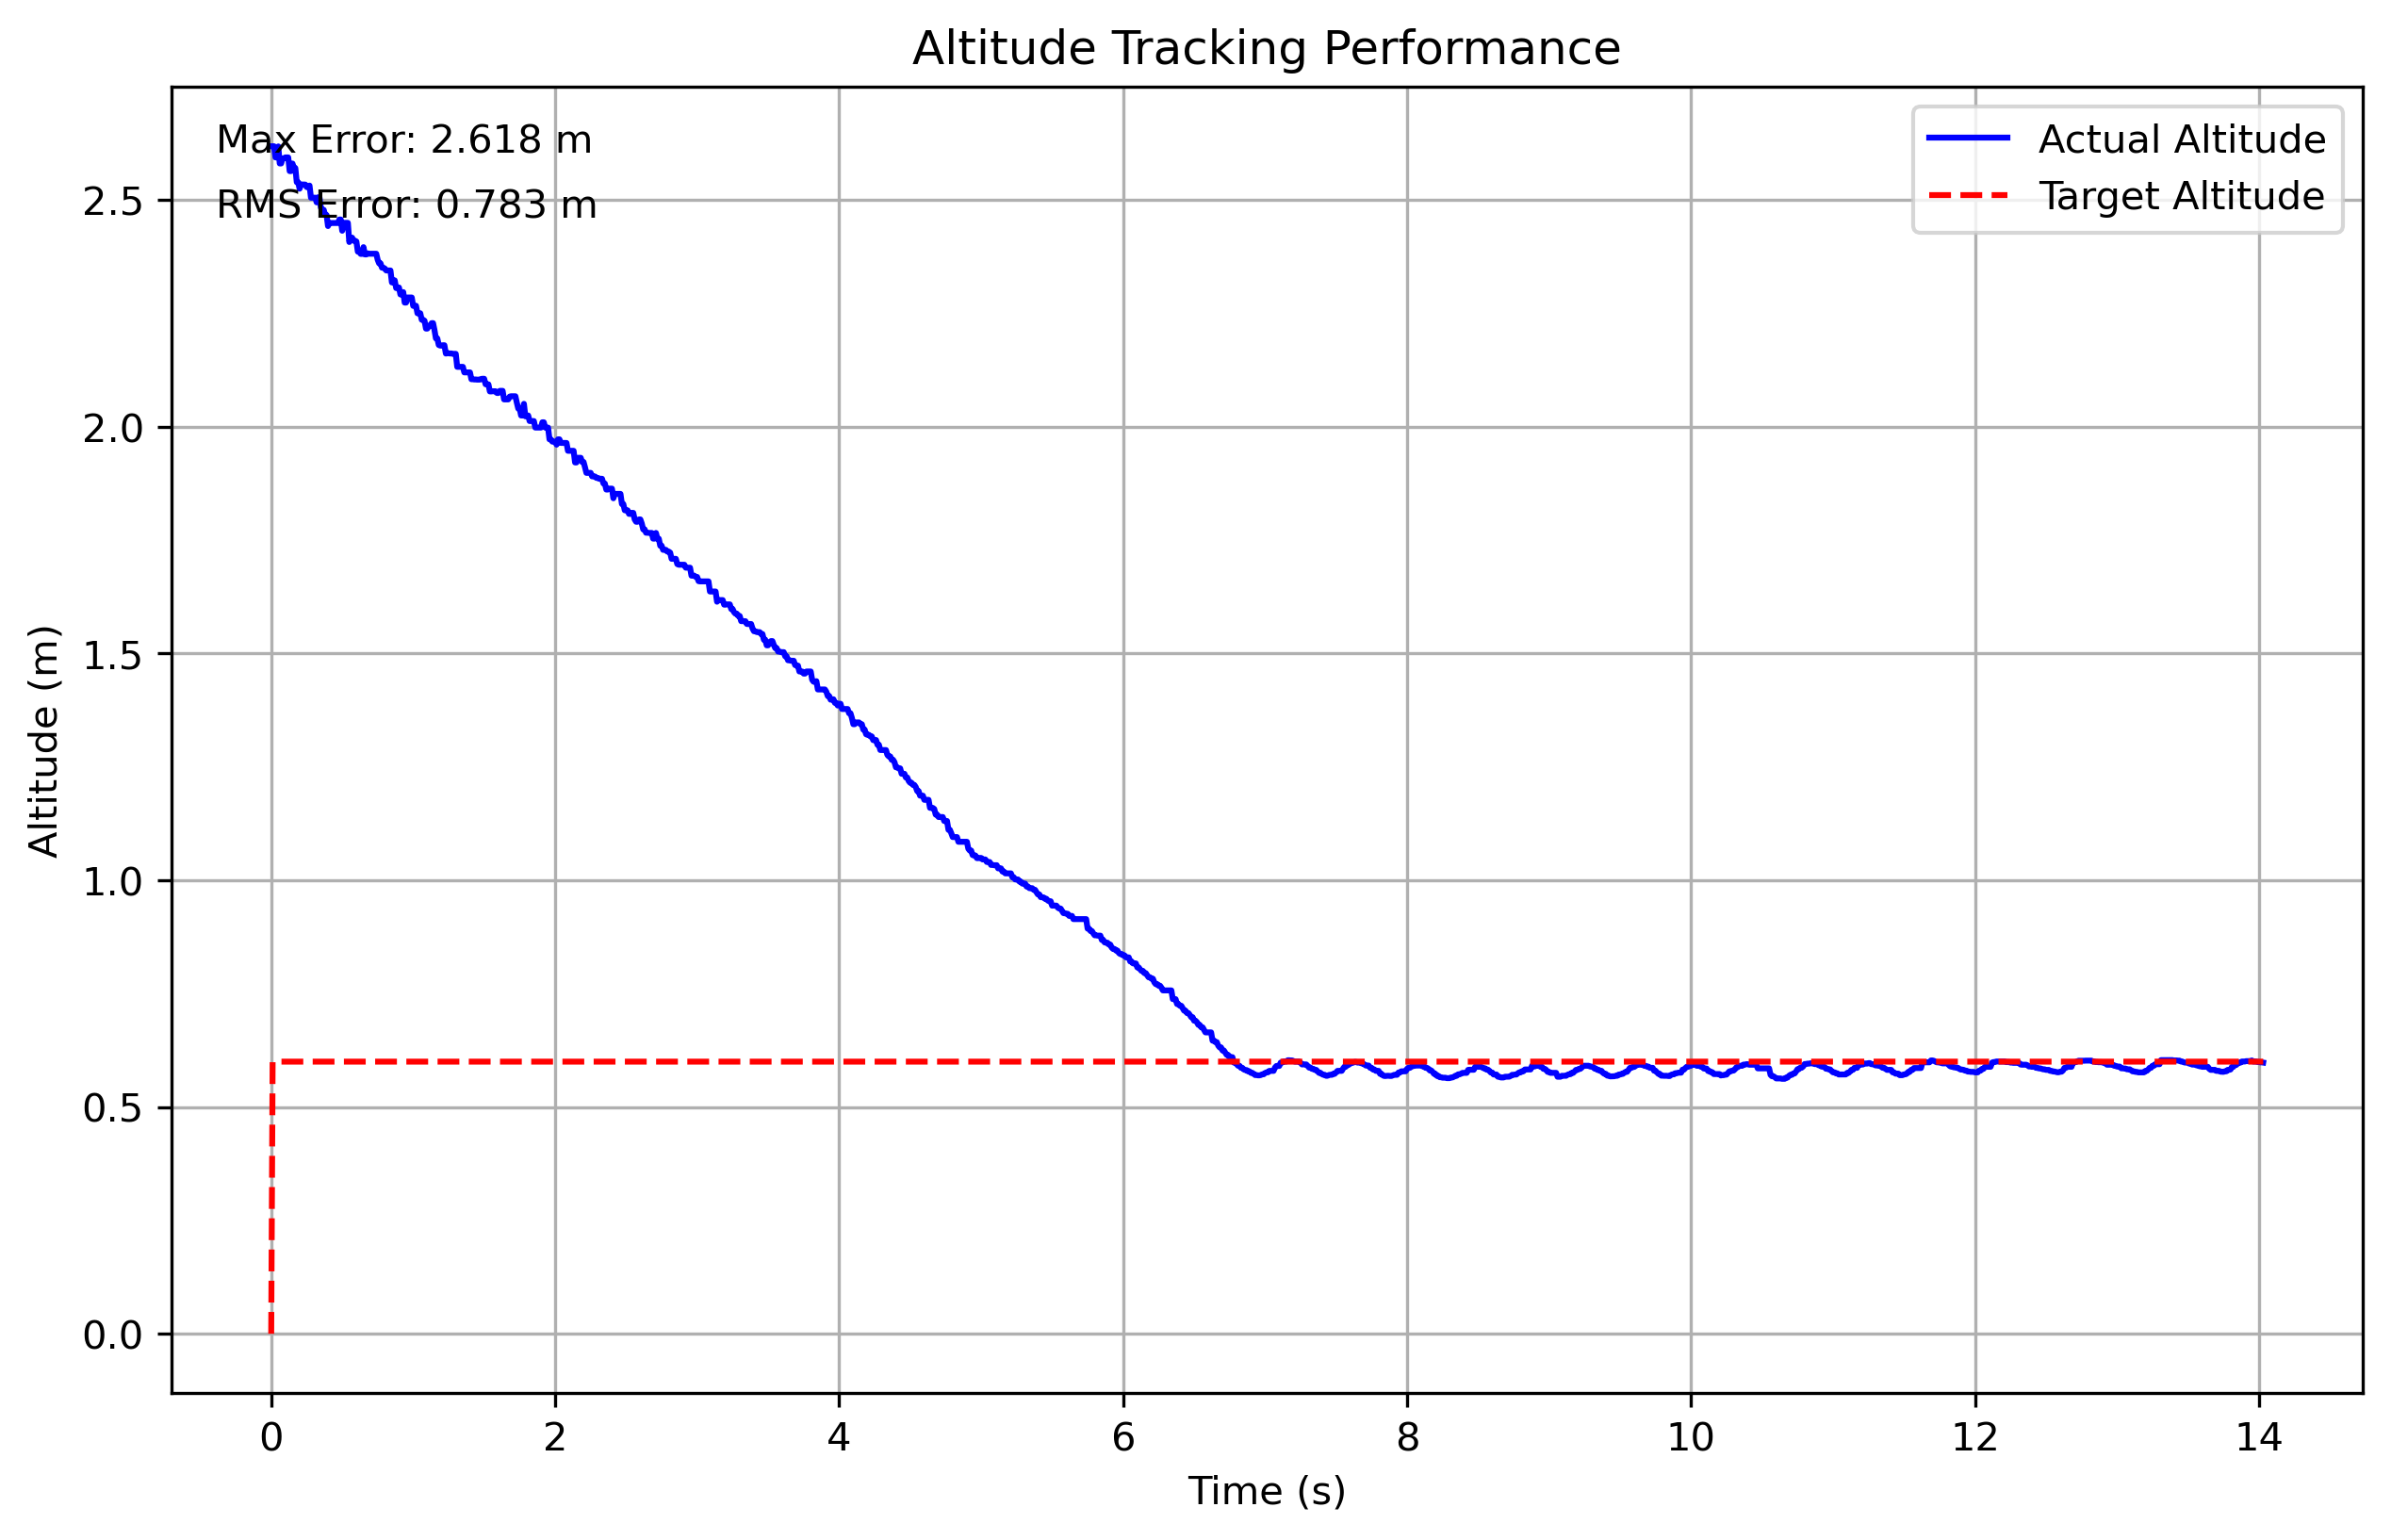 Altitude Tracking Performance
Max Error: 2.618 m
RMS Error: 0.783 m
Actual Altitude
Target Altitude
Altitude (m)
2.5
2.0
1.5
1.0
0.5
0.0
0 2 4 6 8 10 12 14
Time (s)